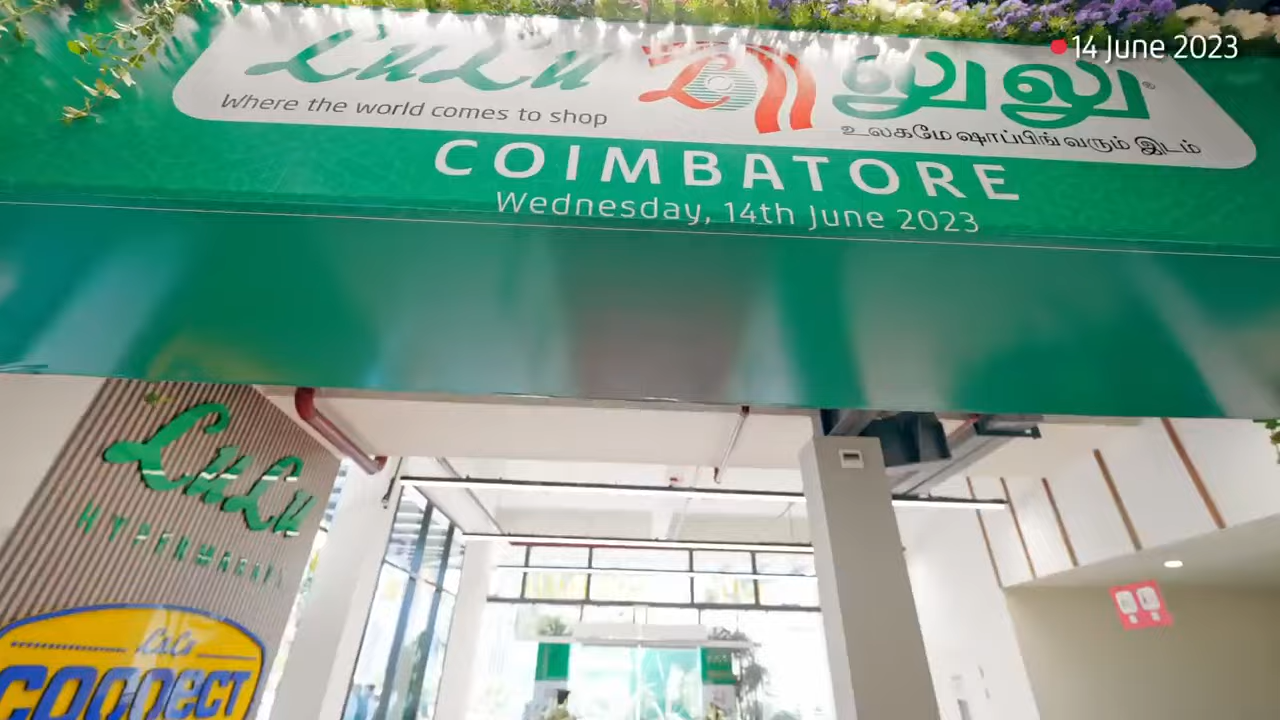 14 June 2023
LuLu லுலு®
Where the world comes to shop
உலகமே ஷாப்பிங் வரும் இடம்
COIMBATORE
Wednesday, 14th June 2023
LuLu
HYPERMARKET
LuLu
CONNECT